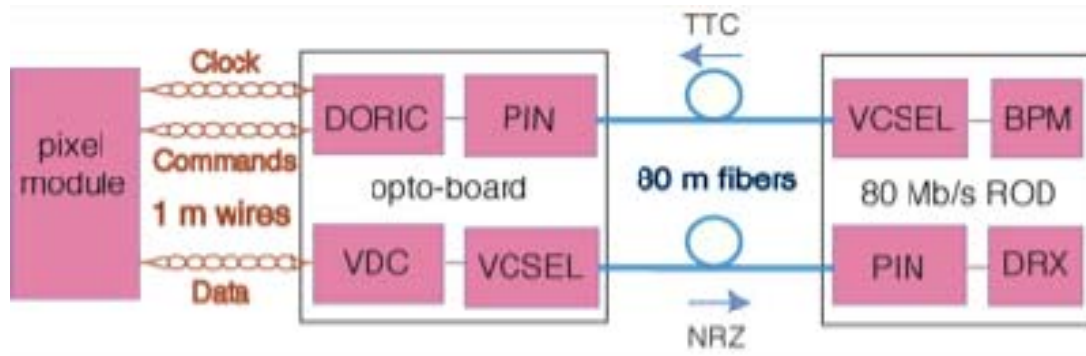 TTC
Clock
DORIC
PIN
VCSEL
BPM
pixel
module
Commands
opto-board
80 m fibers
80 Mb/s ROD
1 m wires
VDC
VCSEL
PIN
DRX
Data
NRZ